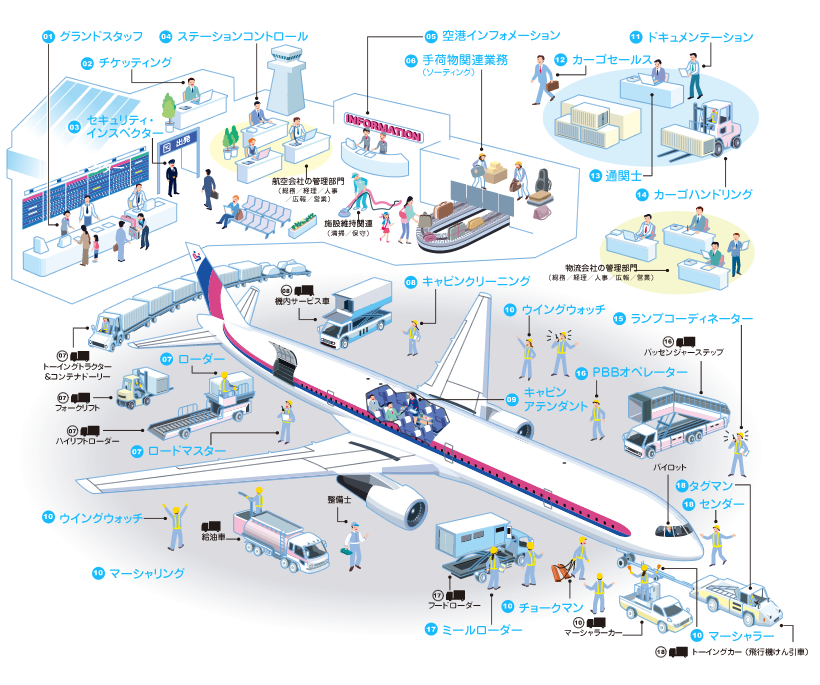 01 グランドスタッフ
04 ステーションコントロール
05 空港インフォメーション
11 ドキュメンテーション
02 チケッティング
06 手荷物関連業務
（ソーティング）
12 カーゴセールス
03 セキュリティ・
インスペクター
出発
INFORMATION
13 通関士
航空会社の管理部門
（総務／経理／人事
／広報／営業）
施設維持関連
（清掃／保守）
14 カーゴハンドリング
物流会社の管理部門
（総務／経理／人事／広報／営業）
08
機内サービス車
08 キャビンクリーニング
10 ウイングウォッチ
15 ランプコーディネーター
07
トーイングトラクター
&コンテナドーリー
07 ローダー
16
パッセンジャーステップ
16 PBBオペレーター
07
フォークリフト
09 キャビン
アテンダント
07
ハイリフトローダー
07 ロードマスター
パイロット
18 タグマン
18 センダー
10 ウイングウォッチ
給油車
整備士
10 マーシャリング
17
フードローダー
10 チョークマン
17 ミールローダー
10
マーシャラーカー
10 マーシャラー
18 トーイングカー（飛行機けん引車）